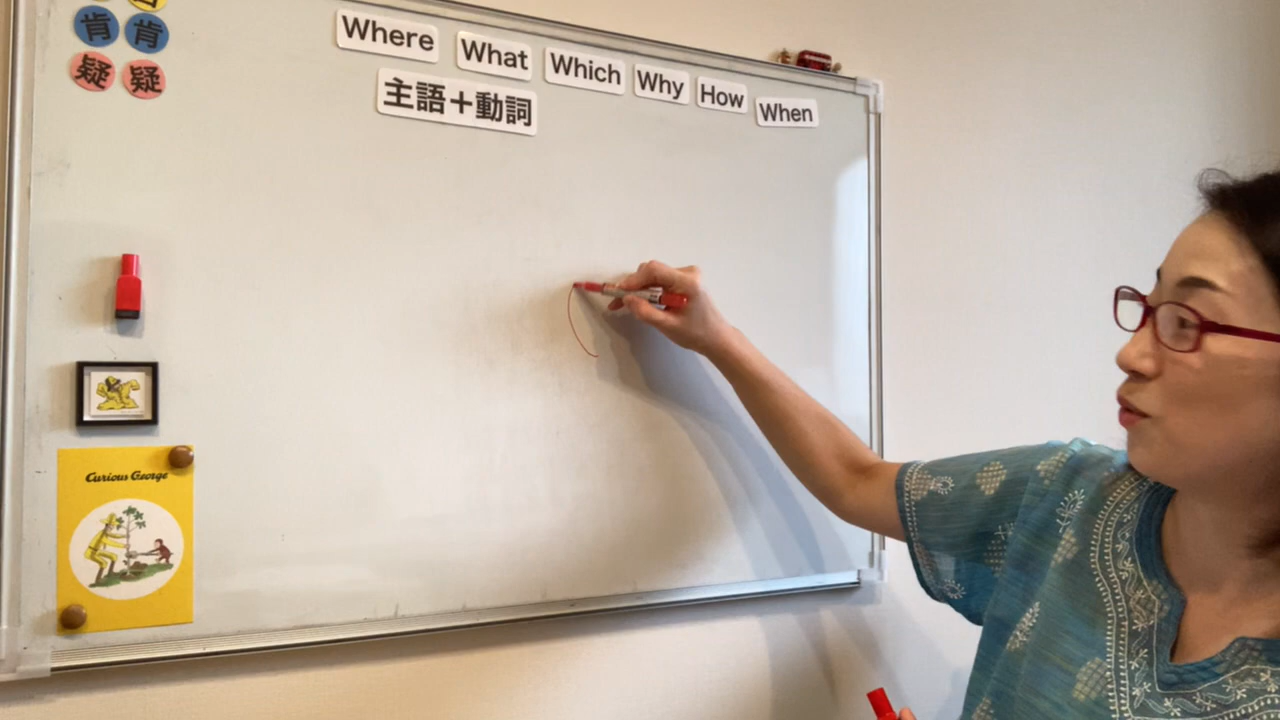 肯 肯
疑 疑
Where What Which Why How When
主語+動詞
Curious George